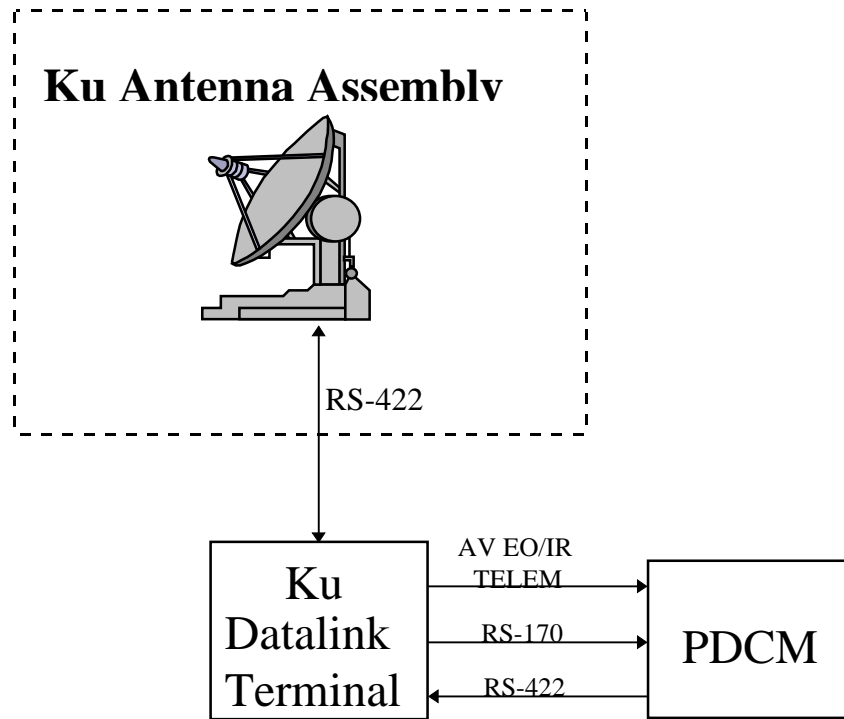 Ku Antenna Assembly
RS-422
Ku
Datalink
Terminal
AV EO/IR
TELEM
RS-170
RS-422
PDCM